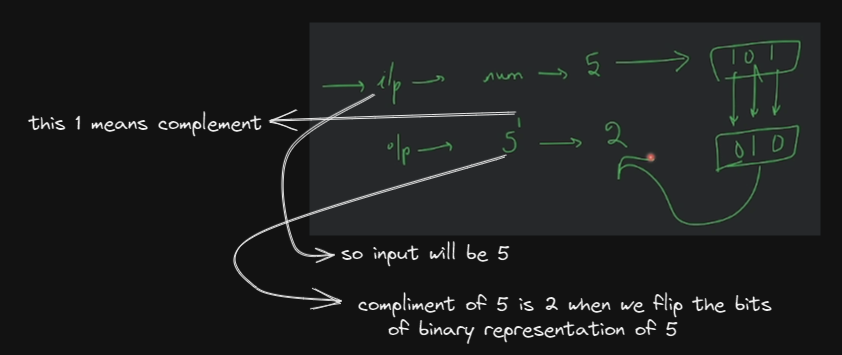 → i/p → num → 5 → 101
this 1 means complement
o/p → 5' → 2
010
so input will be 5
compliment of 5 is 2 when we flip the bits
of binary representation of 5